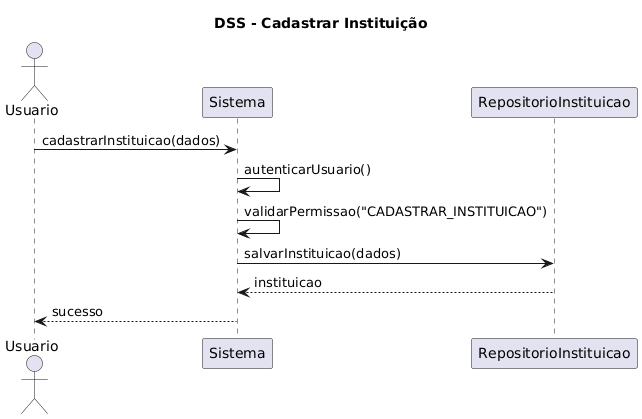 DSS - Cadastrar Instituição
Usuario
Sistema
RepositorioInstituicao
cadastrarInstituicao(dados)
autenticarUsuario()
validarPermissao("CADASTRAR_INSTITUICAO")
salvarInstituicao(dados)
instituicao
sucesso
Usuario
Sistema
RepositorioInstituicao